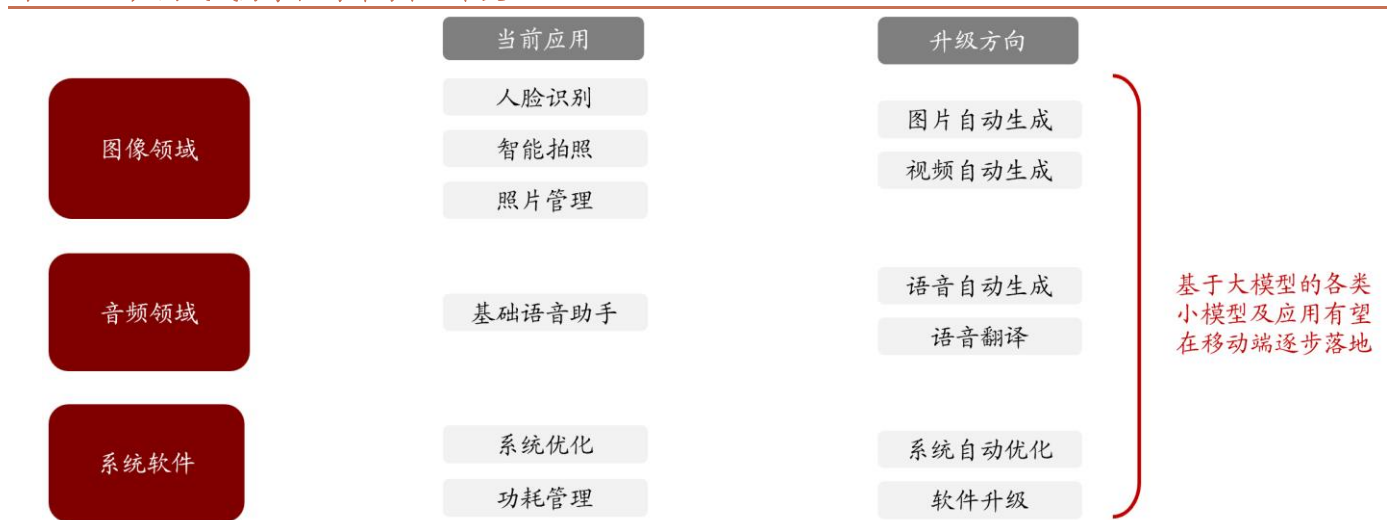 当前应用
升级方向
图像领域
人脸识别
智能拍照
照片管理
图片自动生成
视频自动生成
音频领域
基础语音助手
语音自动生成
语音翻译
系统软件
系统优化
功耗管理
系统自动优化
软件升级
基于大模型的各类
小模型及应用有望
在移动端逐步落地